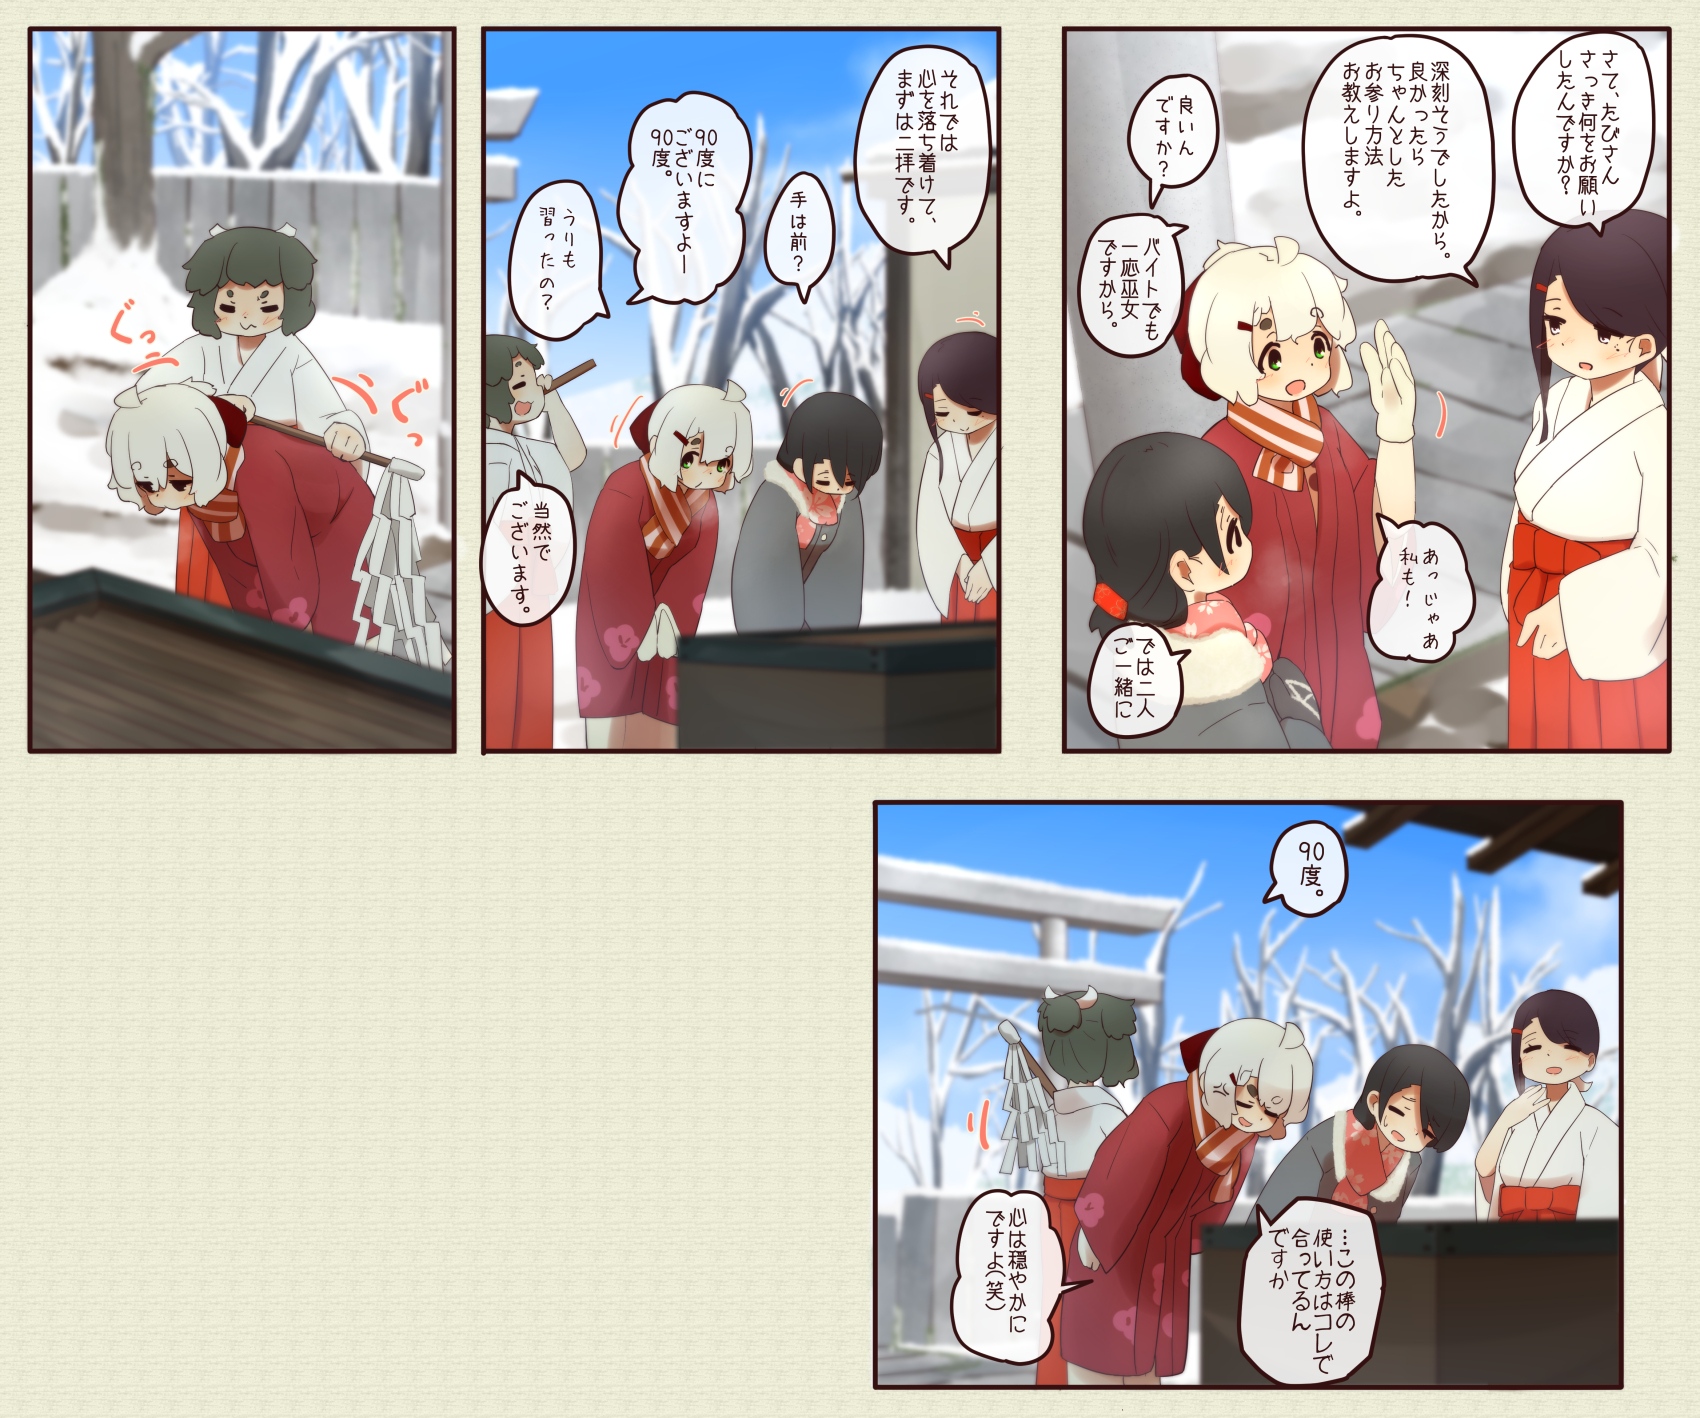 さて、たびさん
さっき何をお願い
したんですか？
深刻そうでしたから。
良かったら
ちゃんとした
お参り方法
お教えしますよ。
良いん
ですか？
バイトでも
一応巫女
ですから。
あっじゃあ
私も！
では二人
ご一緒に
それでは
心を落ち着けて、
まずは二拝です。
手は前？
90度に
ございますよー
90度。
うりも
習ったの？
当然で
ございます。
ぐっ
ぐぐっ
90度。
…この棒の
使い方はコレで
合ってるん
ですか
心は穏やかに
ですよ(笑)